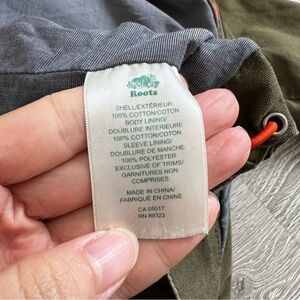 Roots
SHELL/EXTÉRIEUR
100% COTTON/COTON
BODY LINING/
DOUBLURE INTÉRIEURE
100% COTTON/COTON
SLEEVE LINING/
DOUBLURE DE MANCHE
100% POLYESTER
EXCLUSIVE OF TRIMS/
GARNITURES NON
COMPRISES
MADE IN CHINA/
FABRIQUÉ EN CHINE
CA 05017
RN 89323